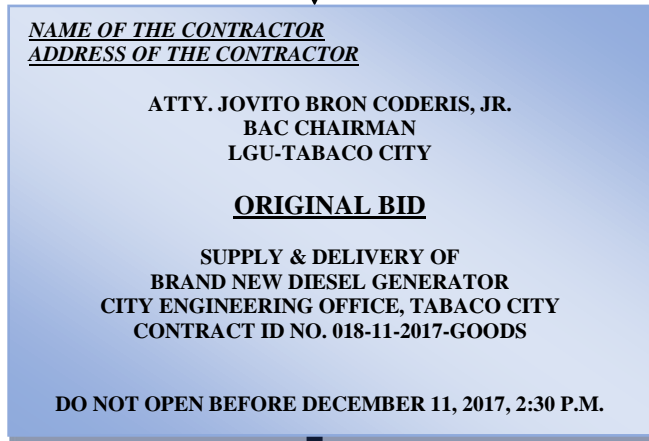 NAME OF THE CONTRACTOR
ADDRESS OF THE CONTRACTOR
ATTY. JOVITO BRON CODERIS, JR.
BAC CHAIRMAN
LGU-TABACO CITY
ORIGINAL BID
SUPPLY & DELIVERY OF
BRAND NEW DIESEL GENERATOR
CITY ENGINEERING OFFICE, TABACO CITY
CONTRACT ID NO. 018-11-2017-GOODS
DO NOT OPEN BEFORE DECEMBER 11, 2017, 2:30 P.M.